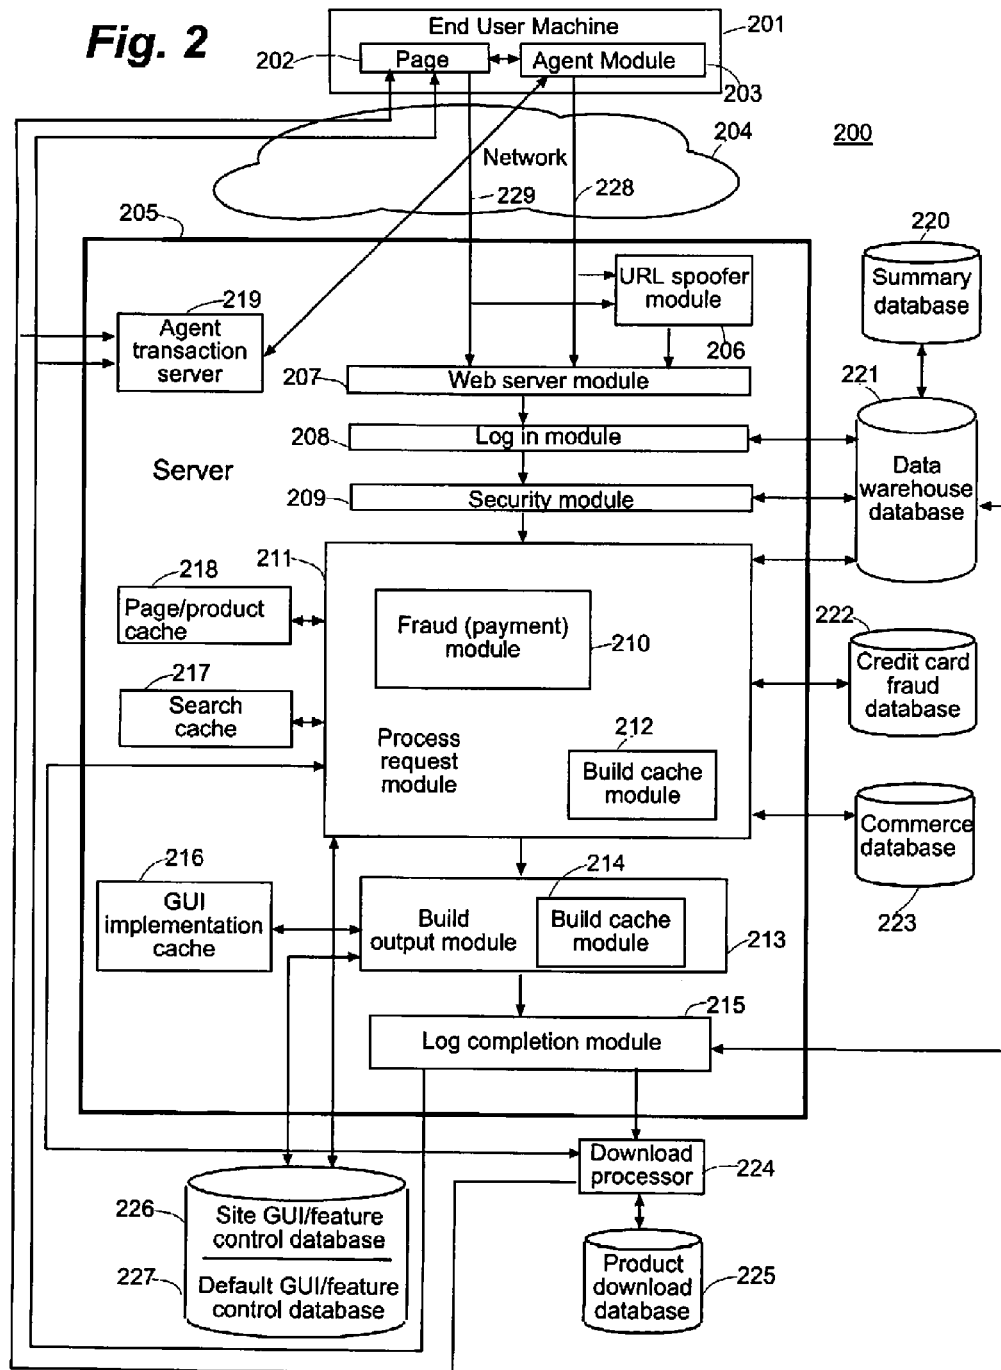 Fig. 2
End User Machine
201
202
Page
Agent Module
203
204
Network
200
229
228
205
220
Summary
database
URL spoofer
module
206
219
Agent
transaction
server
207
Web server module
221
208
Log in module
Server
Data
warehouse
database
209
Security module
211
218
Page/product
cache
Fraud (payment)
module
210
222
Credit card
fraud
database
217
Search
cache
Process
request
module
212
Build cache
module
Commerce
database
223
216
GUI
implementation
cache
214
Build
output module
Build cache
module
213
215
Log completion module
Download
processor
224
226
Site GUI/feature
control database
227
Default GUI/feature
control database
Product
download
database
225